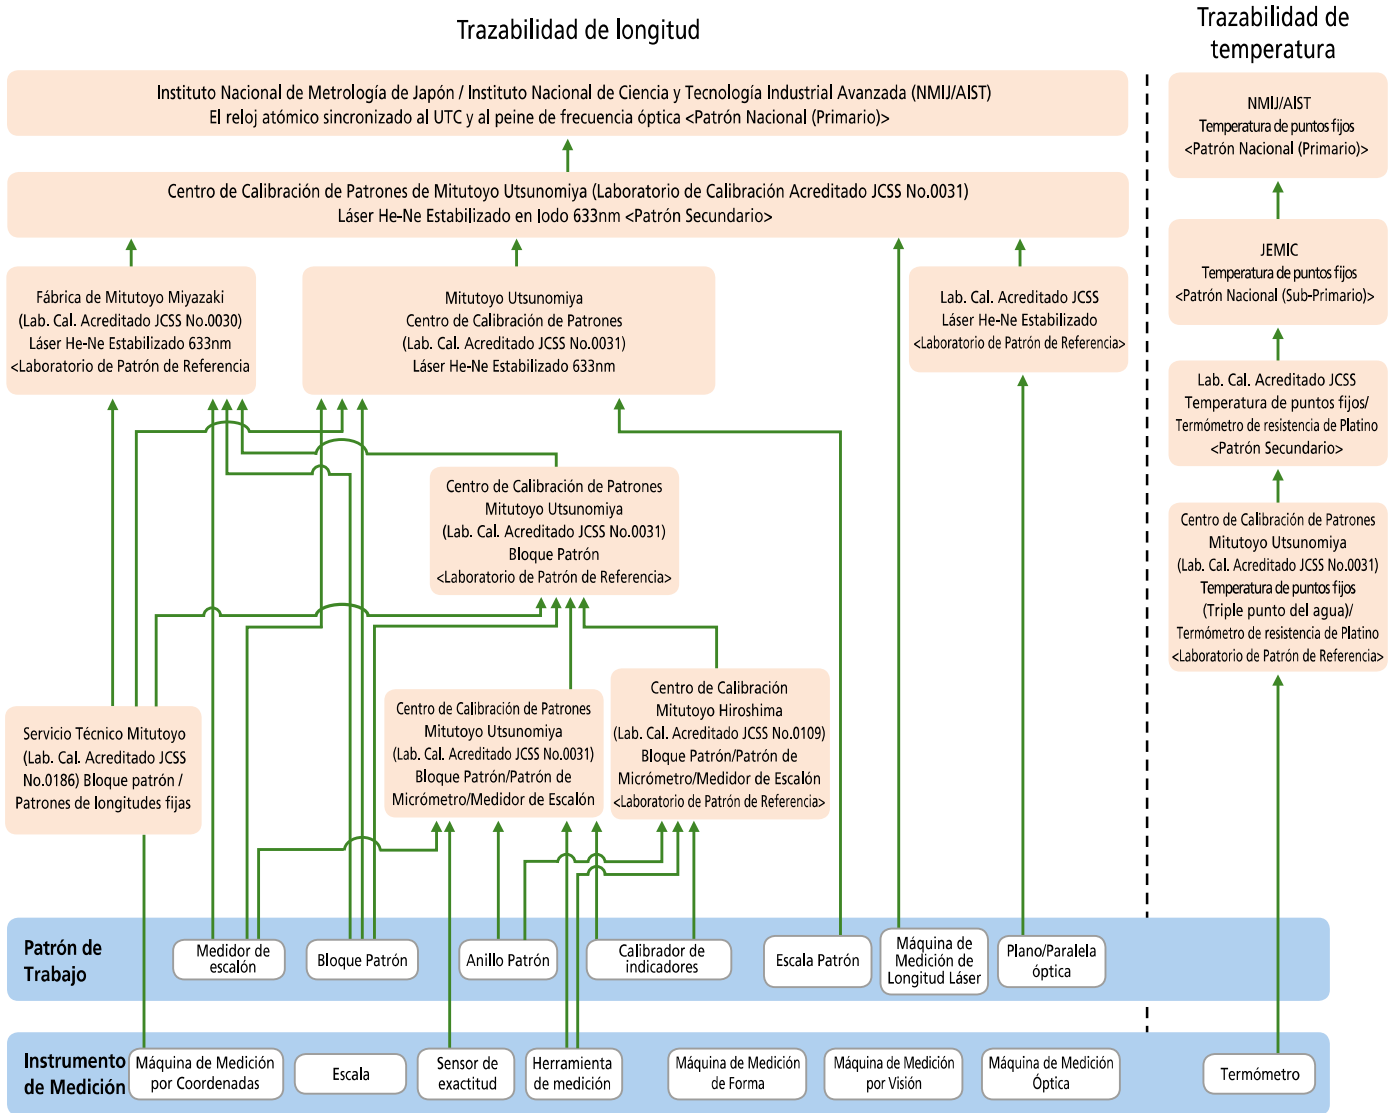 Trazabilidad de longitud
Trazabilidad de
temperatura
Instituto Nacional de Metrología de Japón / Instituto Nacional de Ciencia y Tecnología Industrial Avanzada (NMIJ/AIST)
El reloj atómico sincronizado al UTC y al peine de frecuencia óptica <Patrón Nacional (Primario)>
NMIJ/AIST
Temperatura de puntos fijos
<Patrón Nacional (Primario)>
Centro de Calibración de Patrones de Mitutoyo Utsunomiya (Laboratorio de Calibración Acreditado JCSS No.0031)
Láser He-Ne Estabilizado en Iodo 633nm <Patrón Secundario>
JEMIC
Temperatura de puntos fijos
<Patrón Nacional (Sub-Primario)>
Fábrica de Mitutoyo Miyazaki
(Lab. Cal. Acreditado JCSS No.0030)
Láser He-Ne Estabilizado 633nm
<Laboratorio de Patrón de Referencia
Mitutoyo Utsunomiya
Centro de Calibración de Patrones
(Lab. Cal. Acreditado JCSS No.0031)
Láser He-Ne Estabilizado 633nm
Lab. Cal. Acreditado JCSS
Láser He-Ne Estabilizado
<Laboratorio de Patrón de Referencia>
Lab. Cal. Acreditado JCSS
Temperatura de puntos fijos/
Termómetro de resistencia de Platino
<Patrón Secundario>
Centro de Calibración de Patrones
Mitutoyo Utsunomiya
(Lab. Cal. Acreditado JCSS No.0031)
Bloque Patrón
<Laboratorio de Patrón de Referencia>
Centro de Calibración de Patrones
Mitutoyo Utsunomiya
(Lab. Cal. Acreditado JCSS No.0031)
Temperatura de puntos fijos
(Triple punto del agua)/
Termómetro de resistencia de Platino
<Laboratorio de Patrón de Referencia>
Servicio Técnico Mitutoyo
(Lab. Cal. Acreditado JCSS
No.0186) Bloque patrón /
Patrones de longitudes fijas
Centro de Calibración de Patrones
Mitutoyo Utsunomiya
(Lab. Cal. Acreditado JCSS No.0031)
Bloque Patrón/Patrón de
Micrómetro/Medidor de Escalón
Centro de Calibración
Mitutoyo Hiroshima
(Lab. Cal. Acreditado JCSS No.0109)
Bloque Patrón/Patrón de
Micrómetro/Medidor de Escalón
<Laboratorio de Patrón de Referencia>
Patrón de
Trabajo
Medidor de
escalón
Bloque Patrón
Anillo Patrón
Calibrador de
indicadores
Escala Patrón
Máquina de
Medición de
Longitud Láser
Plano/Paralela
óptica
Instrumento
de Medición
Máquina de Medición
por Coordenadas
Escala
Sensor de
exactitud
Herramienta
de medición
Máquina de Medición
de Forma
Máquina de Medición
por Visión
Máquina de Medición
Óptica
Termómetro